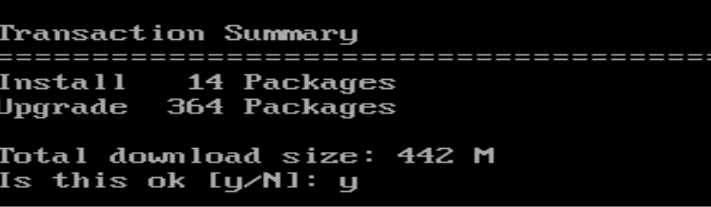 Transaction Summary
================================================
Install   14 Packages
Upgrade  364 Packages
Total download size: 442 M
Is this ok [y/N]: y